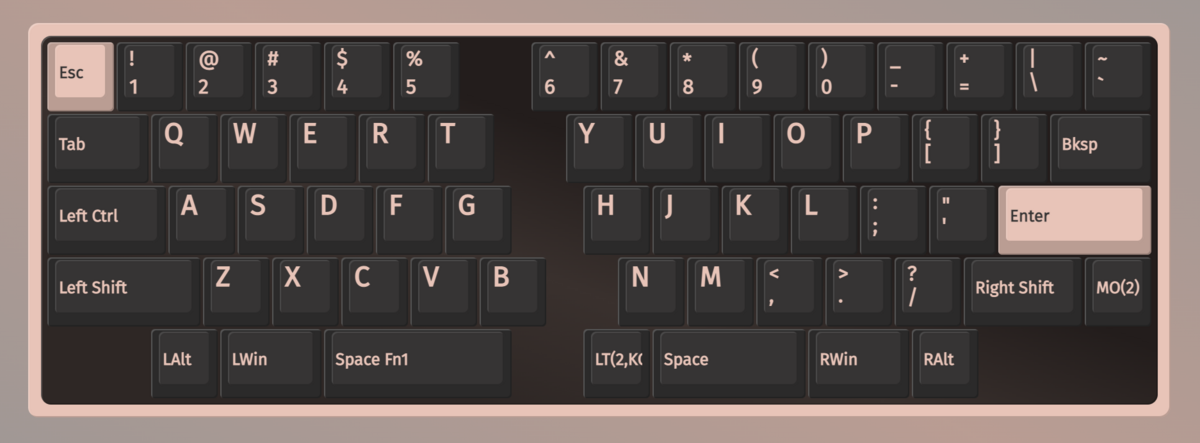 Esc ! @ # $ % ^ & * ( ) _ + | ~
1 2 3 4 5 6 7 8 9 0 - = \ `
Tab Q W E R T Y U I O P { } Bksp
[ ]
Left Ctrl A S D F G H J K L : " Enter
; '
Left Shift Z X C V B N M < > ? Right Shift MO(2)
, . /
LAlt LWin Space Fn1 LT(2,KC Space RWin RAlt